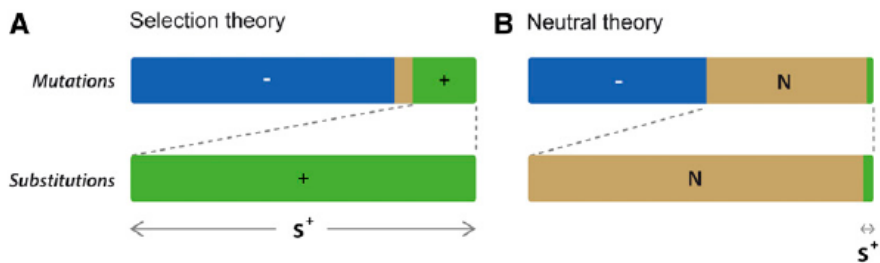 A Selection theory
B Neutral theory
Mutations
- +
- N
Substitutions
+
N
S+
S+